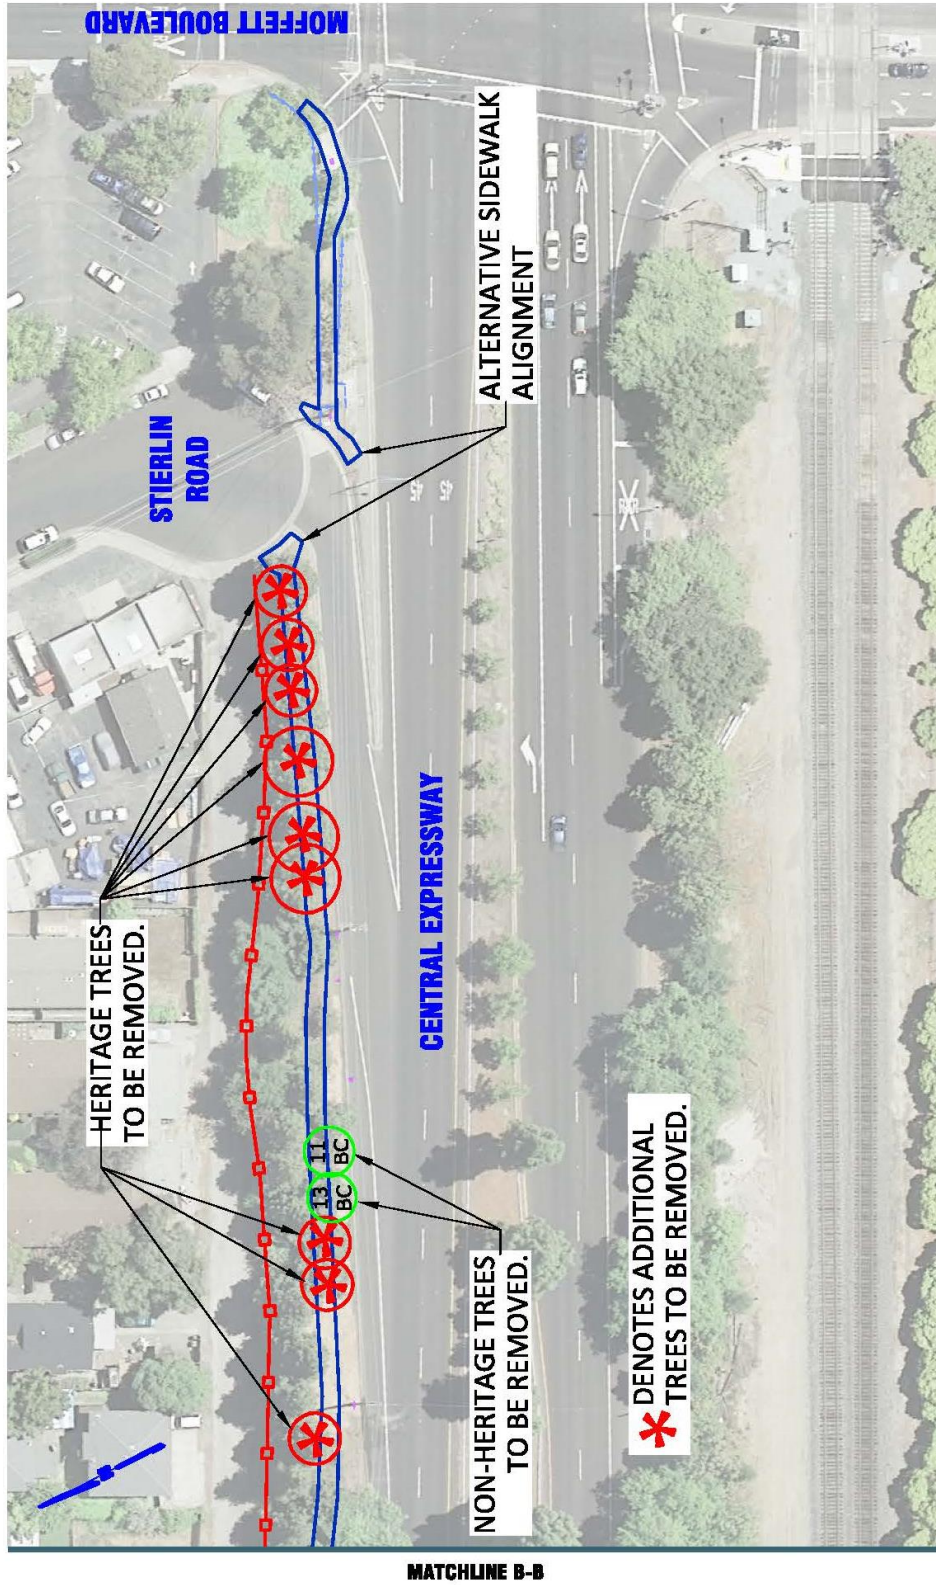 MOFFETT BOULEVARD
STIERLIN
ROAD
ALTERNATIVE SIDEWALK
ALIGNMENT
45
45
RXR
HERITAGE TREES
TO BE REMOVED.
CENTRAL EXPRESSWAY
11
BC
13
BC
NON-HERITAGE TREES
TO BE REMOVED.
* DENOTES ADDITIONAL
TREES TO BE REMOVED.
MATCHLINE B-B